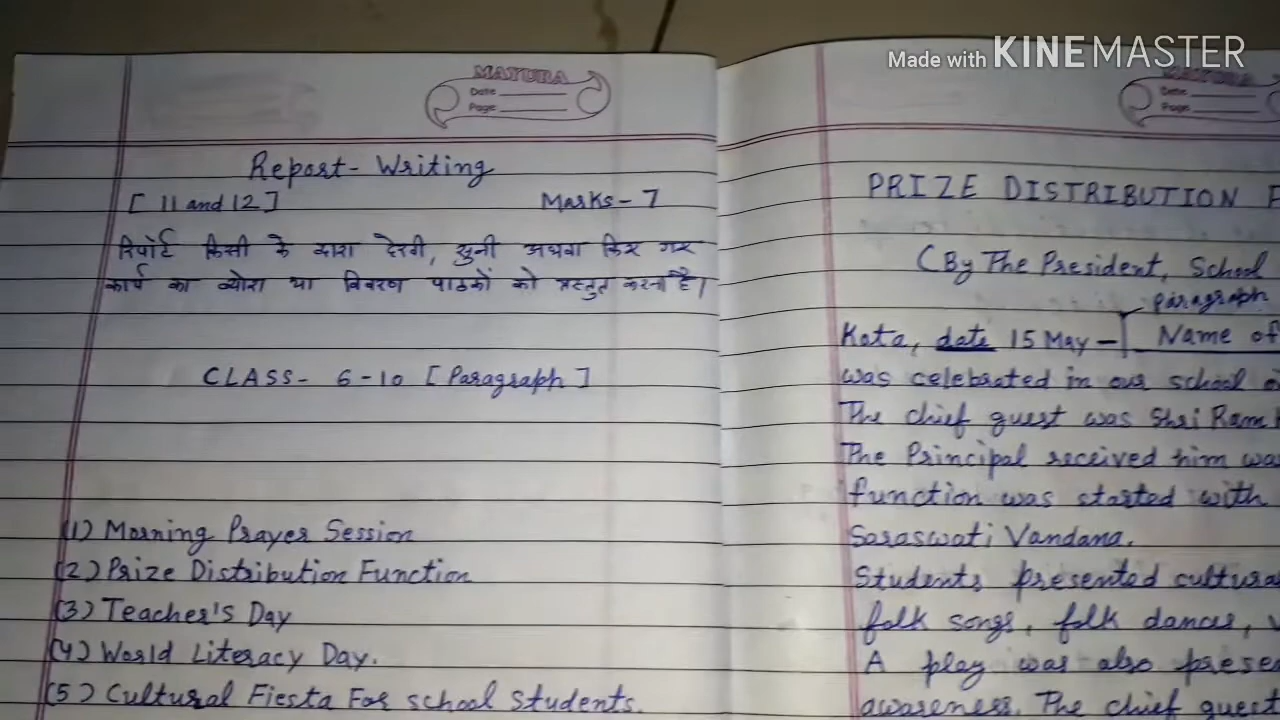 Made with KINEMASTER
MAYURA
Date
Page
Report-Writing
[ 11 and 12 ] Marks - 7
रिपोर्ट किसी के द्वारा देखी, सुनी अथवा किए गए
कार्य का ब्योरा या विवरण पाठकों को प्रस्तुत करना है।
CLASS - 6-10 [ Paragraph ]
(1) Morning Prayer Session
(2) Prize Distribution Function
(3) Teacher's Day
(4) World Literacy Day.
(5) Cultural Fiesta For school students.
MAYURA
Date
Page
PRIZE DISTRIBUTION
(By The President, School
paragraph
Kota, date 15 May - Name of
was celebrated in our school
The chief guest was Shri Ram
The Principal received him
function was started with
Saraswati Vandana.
Students presented
folk songs, folk dances,
A play was also
awareness. The chief guest